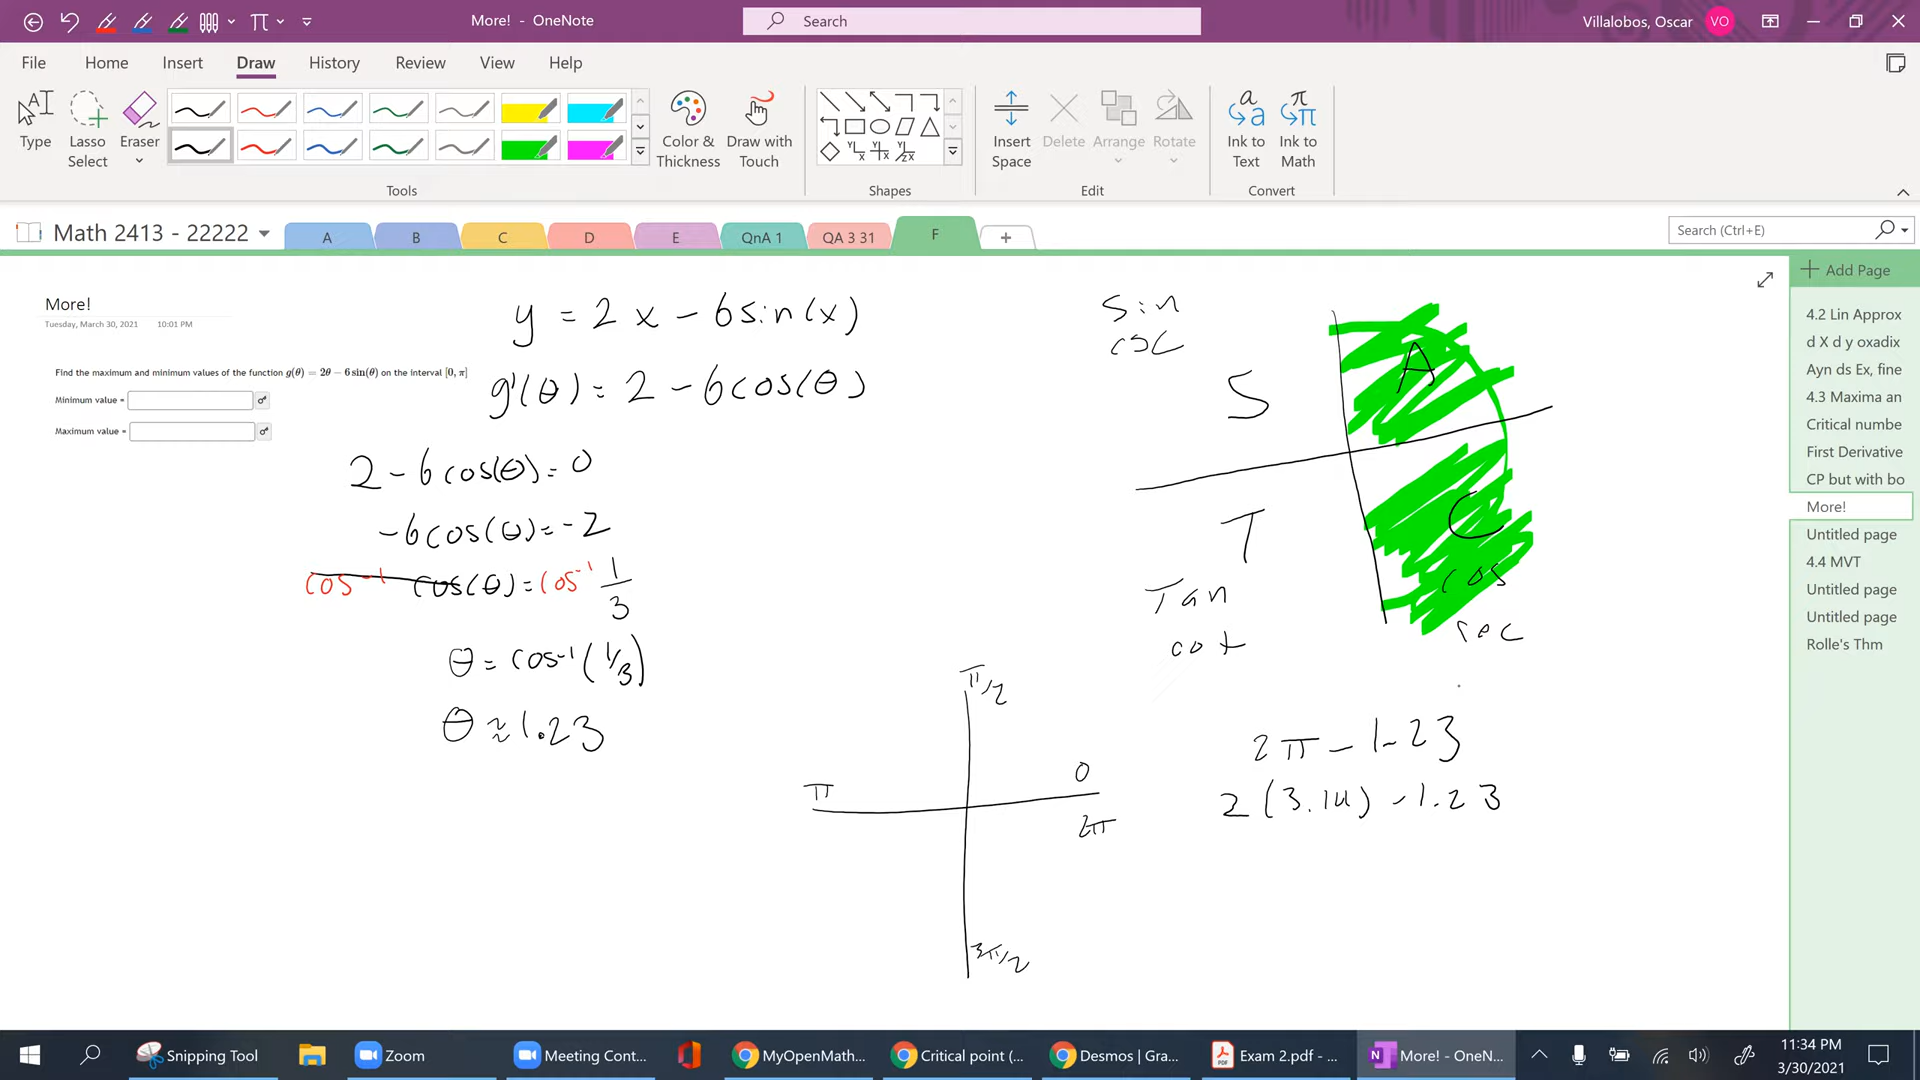 More! - OneNote
Search
Villalobos, Oscar
VO
File
Home
Insert
Draw
History
Review
View
Help
Type
Lasso Select
Eraser
Color & Thickness
Draw with Touch
Insert Space
Delete
Arrange
Rotate
Ink to Text
Ink to Math
Tools
Shapes
Edit
Convert
Math 2413 - 22222
A
B
C
D
E
QnA 1
QA 3 31
F
+
Search (Ctrl+E)
More!
Tuesday, March 30, 2021 10:01 PM
Find the maximum and minimum values of the function g(θ) = 2θ − 6 sin(θ) on the interval [0, π]
Minimum value =
Maximum value =
y = 2x − 6sin(x)
g'(θ) = 2 − 6cos(θ)
2 − 6cos(θ) = 0
−6cos(θ) = −2
cos⁻¹ cos(θ) = cos⁻¹ 1/3
θ = cos⁻¹(1/3)
θ ≈ 1.23
Sin
csc
S
A
T
C
Tan
cot
cos
sec
π/2
π
0
2π
3π/2
2π − 1.23
2(3.14) − 1.23
Add Page
4.2 Lin Approx
d X d y oxadix
Ayn ds Ex, fine
4.3 Maxima an
Critical numbe
First Derivative
CP but with bo
More!
Untitled page
4.4 MVT
Untitled page
Untitled page
Rolle's Thm
Snipping Tool
Zoom
Meeting Cont...
MyOpenMath...
Critical point (...
Desmos | Gra...
Exam 2.pdf - ...
More! - OneN...
11:34 PM
3/30/2021